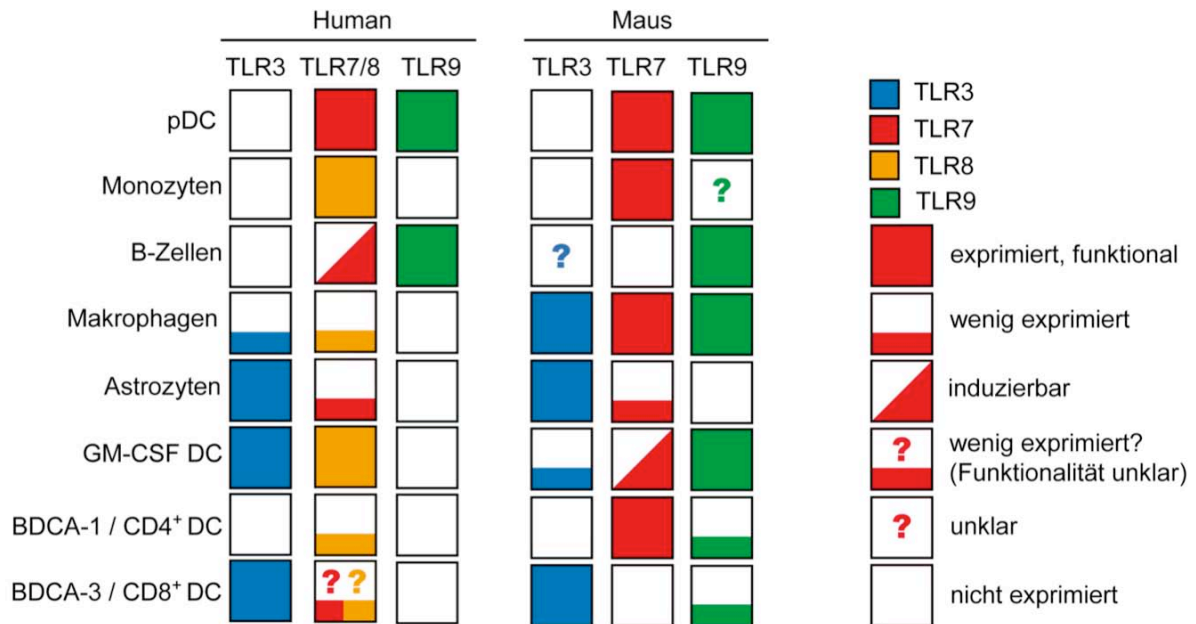 Human Maus
TLR3 TLR7/8 TLR9 TLR3 TLR7 TLR9
pDC
Monozyten ?
B-Zellen ?
Makrophagen
Astrozyten
GM-CSF DC
BDCA-1 / CD4⁺ DC
BDCA-3 / CD8⁺ DC ? ?
TLR3
TLR7
TLR8
TLR9
exprimiert, funktional
wenig exprimiert
induzierbar
? wenig exprimiert?
(Funktionalität unklar)
? unklar
nicht exprimiert